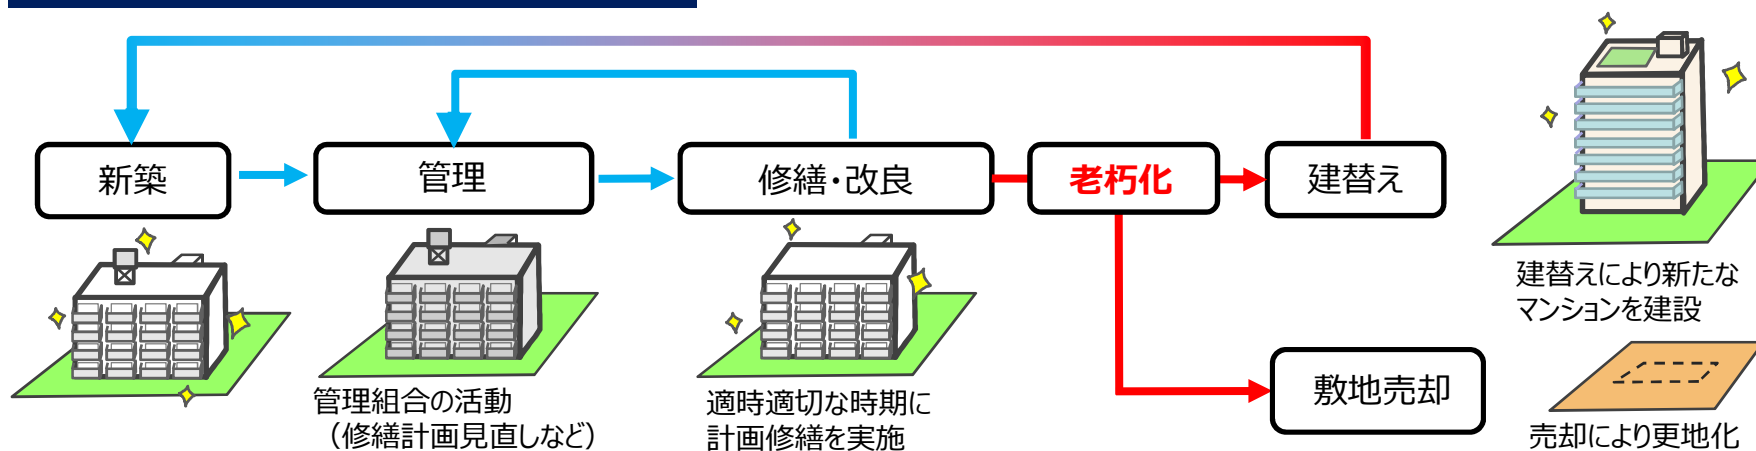 新築
管理
修繕・改良
老朽化
建替え
管理組合の活動
（修繕計画見直しなど）
適時適切な時期に
計画修繕を実施
建替えにより新たな
マンションを建設
敷地売却
売却により更地化